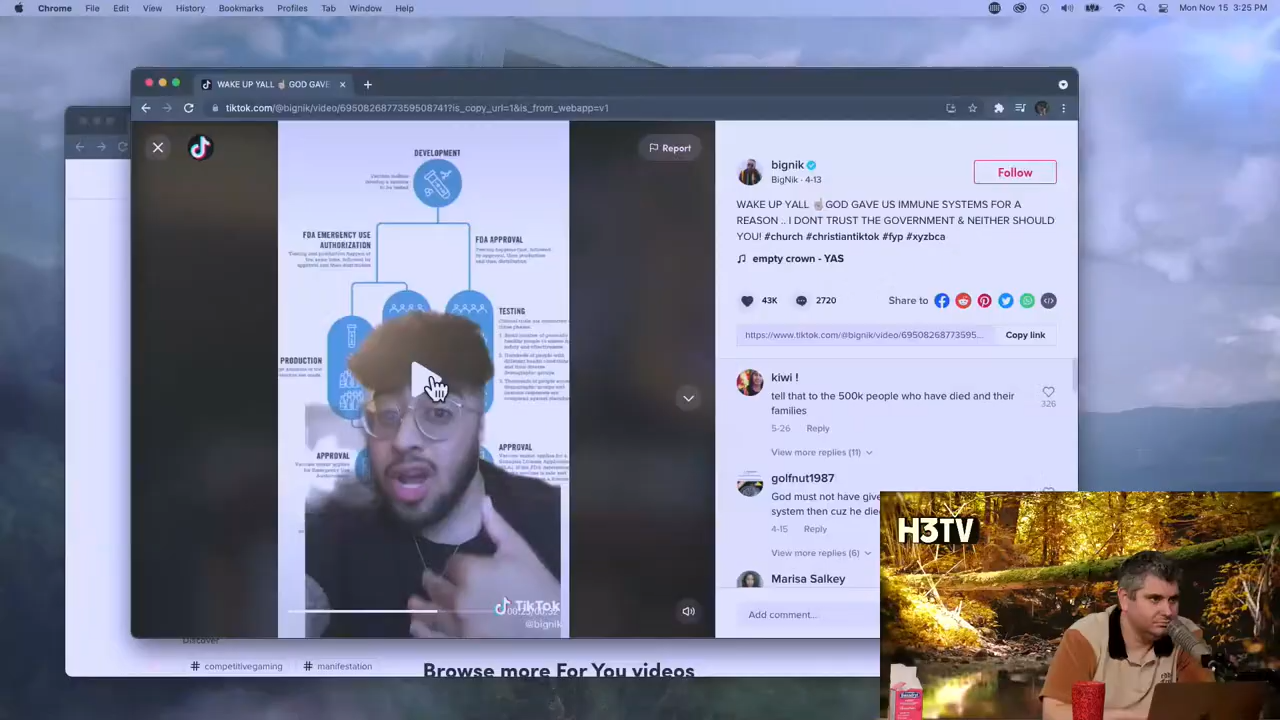 Chrome File Edit View History Bookmarks Profiles Tab Window Help
Mon Nov 15 3:25 PM
WAKE UP YALL ☝🏼 GOD GAVE
tiktok.com/@bignik/video/6950826877359508741?is_copy_url=1&is_from_webapp=v1
Report
DEVELOPMENT
FDA EMERGENCY USE
AUTHORIZATION
FDA APPROVAL
TESTING
PRODUCTION
APPROVAL
APPROVAL
TikTok
@bignik
bignik
BigNik · 4-13
Follow
WAKE UP YALL ☝🏼GOD GAVE US IMMUNE SYSTEMS FOR A
REASON .. I DONT TRUST THE GOVERNMENT & NEITHER SHOULD
YOU! #church #christiantiktok #fyp #xyzbca
empty crown - YAS
43K
2720
Share to
https://www.tiktok.com/@bignik/video/69508268773595...
Copy link
kiwi !
tell that to the 500k people who have died and their
families
326
5-26 Reply
View more replies (11)
golfnut1987
God must not have give
system then cuz he die
4-15 Reply
View more replies (6)
Marisa Salkey
Add comment...
Discover
# competitivegaming
# manifestation
Browse more For You videos
H3TV